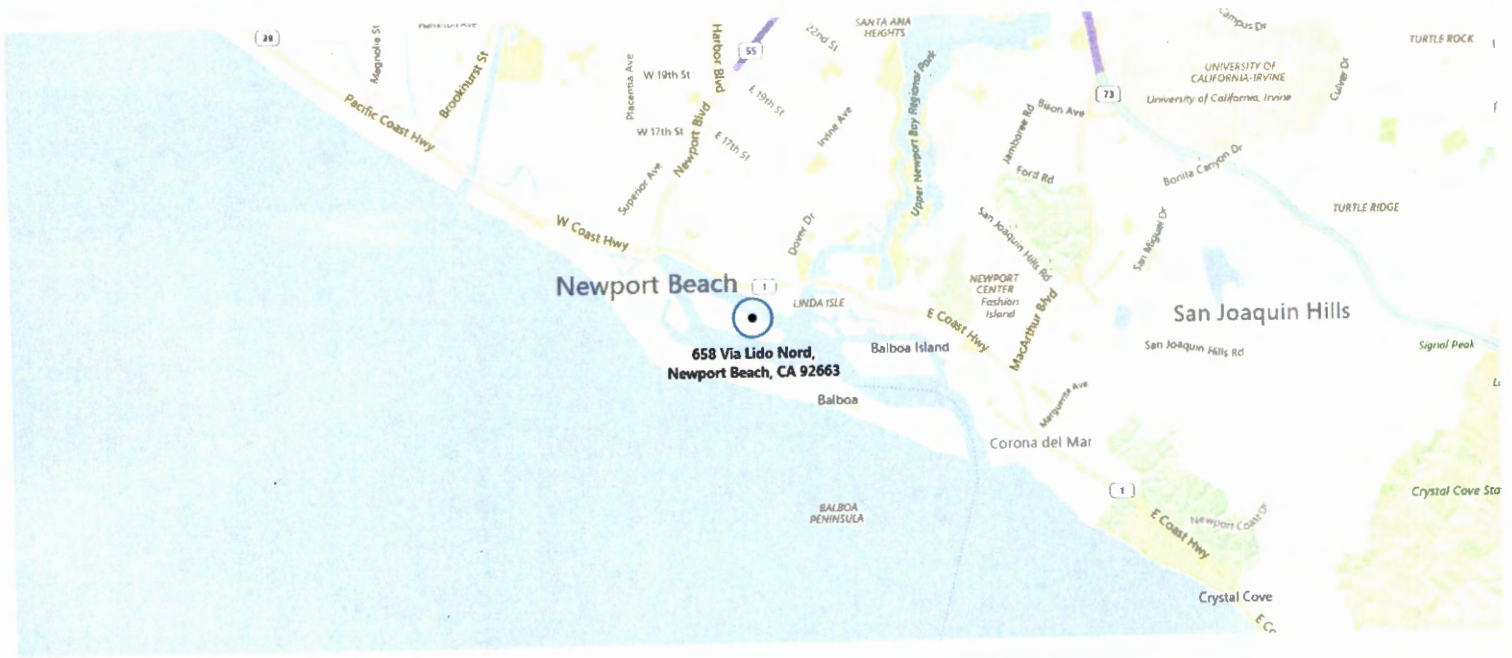 39
Magnolia St
Brookhurst St
Pacific Coast Hwy
Placentia Ave
W 19th St
W 17th St
Harbor Blvd
55
Newport Blvd
Superior Ave
22nd St
E 19th St
E 17th St
Irvine Ave
SANTA ANA
HEIGHTS
Upper Newport Bay Regional Park
Dover Dr
W Coast Hwy
Newport Beach
1
LINDA ISLE
658 Via Lido Nord,
Newport Beach, CA 92663
Balboa Island
Balboa
BALBOA
PENINSULA
73
Campus Dr
UNIVERSITY OF
CALIFORNIA-IRVINE
University of California, Irvine
Culver Dr
TURTLE ROCK
Jamboree Rd
Bison Ave
Ford Rd
Bonita Canyon Dr
TURTLE RIDGE
San Joaquin Hills Rd
San Miguel Dr
NEWPORT
CENTER
Fashion
Island
MacArthur Blvd
E Coast Hwy
San Joaquin Hills
San Joaquin Hills Rd
Signal Peak
Marguerite Ave
Corona del Mar
1
E Coast Hwy
Newport Coast Dr
Crystal Cove Sta
Crystal Cove